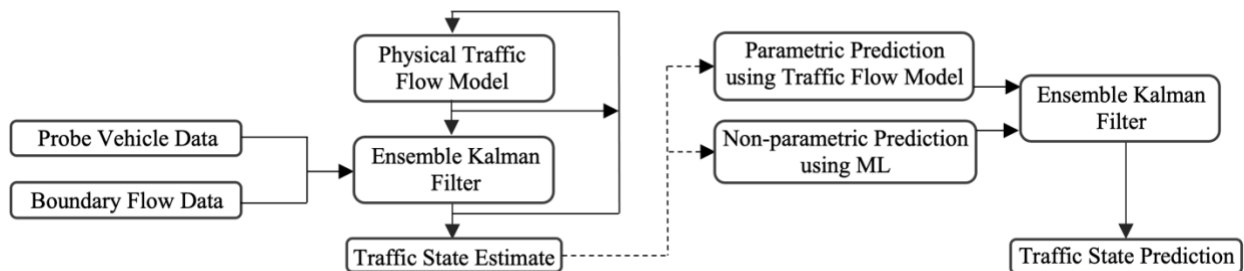 Physical Traffic
Flow Model
Probe Vehicle Data
Boundary Flow Data
Ensemble Kalman
Filter
Traffic State Estimate
Parametric Prediction
using Traffic Flow Model
Non-parametric Prediction
using ML
Ensemble Kalman
Filter
Traffic State Prediction